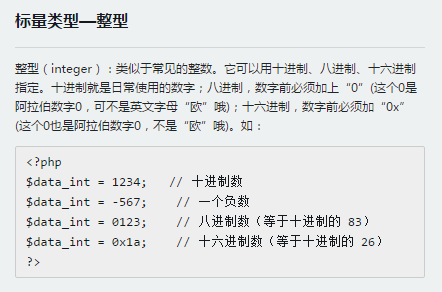 标量类型—整型
整型（integer）：类似于常见的整数。它可以用十进制、八进制、十六进制
指定。十进制就是日常使用的数字；八进制，数字前必须加上“0”（这个0是
阿拉伯数字0，可不是英文字母“欧”哦）；十六进制，数字前必须加“0x”
（这个0也是阿拉伯数字0，不是“欧”哦）。如：
<?php
$data_int = 1234;   // 十进制数
$data_int = -567;    // 一个负数
$data_int = 0123;    // 八进制数（等于十进制的 83）
$data_int = 0x1a;    // 十六进制数（等于十进制的 26）
?>